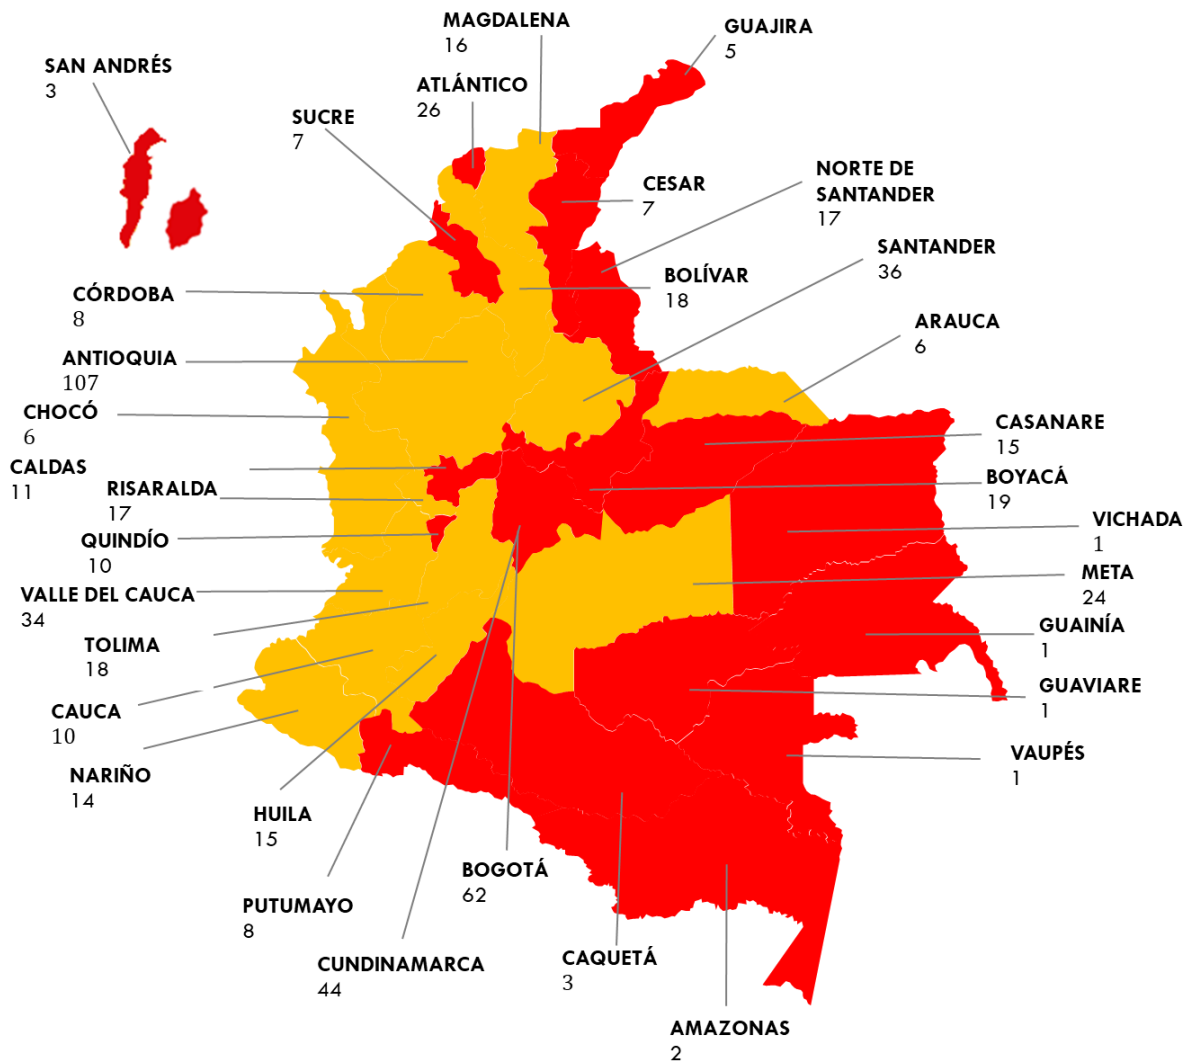 MAGDALENA
16
GUAJIRA
5
SAN ANDRÉS
3
ATLÁNTICO
26
SUCRE
7
NORTE DE
SANTANDER
17
CESAR
7
SANTANDER
36
BOLÍVAR
18
CÓRDOBA
8
ARAUCA
6
ANTIOQUIA
107
CHOCÓ
6
CASANARE
15
CALDAS
11
BOYACÁ
19
RISARALDA
17
VICHADA
1
QUINDÍO
10
META
24
VALLE DEL CAUCA
34
GUAINÍA
1
TOLIMA
18
GUAVIARE
1
CAUCA
10
VAUPÉS
1
NARIÑO
14
HUILA
15
BOGOTÁ
62
PUTUMAYO
8
CAQUETÁ
3
CUNDINAMARCA
44
AMAZONAS
2